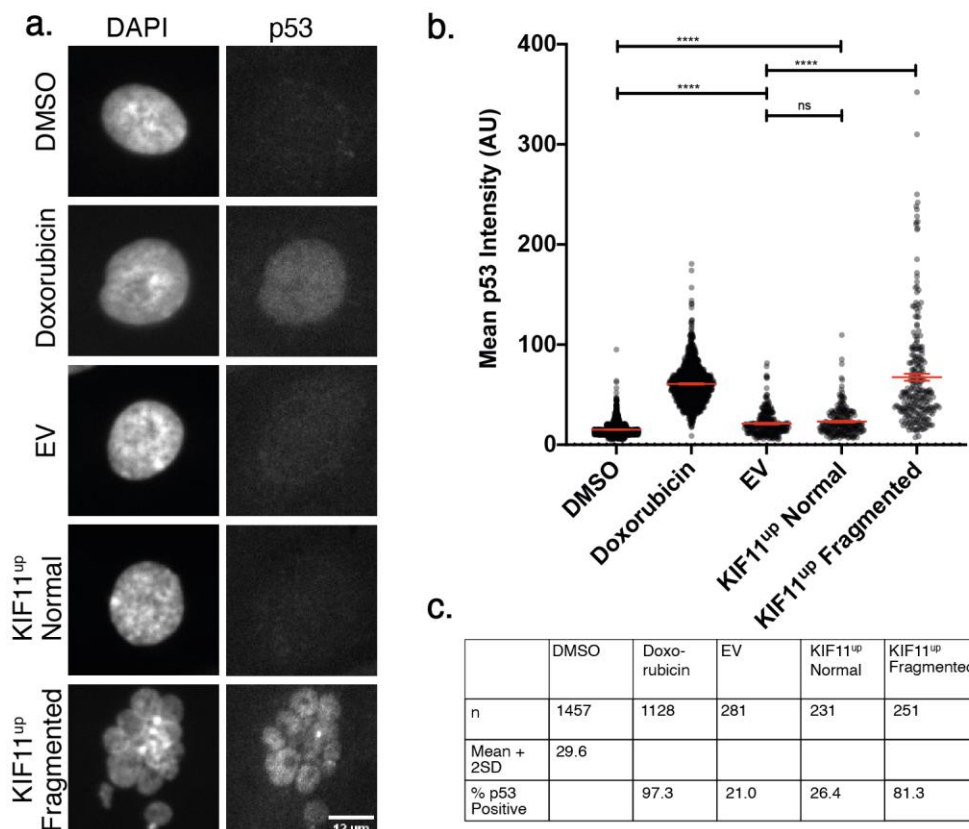 a.
DAPI p53
DMSO
Doxorubicin
EV
KIF11up
Normal
KIF11up
Fragmented
b.
400
300
200
100
0
Mean p53 Intensity (AU)
****
****
****
ns
DMSO
Doxorubicin
EV
KIF11up Normal
KIF11up Fragmented
c.
DMSO Doxo- EV KIF11up KIF11up
rubicin Normal Fragmented
n 1457 1128 281 231 251
Mean + 29.6
2SD
% p53 97.3 21.0 26.4 81.3
Positive